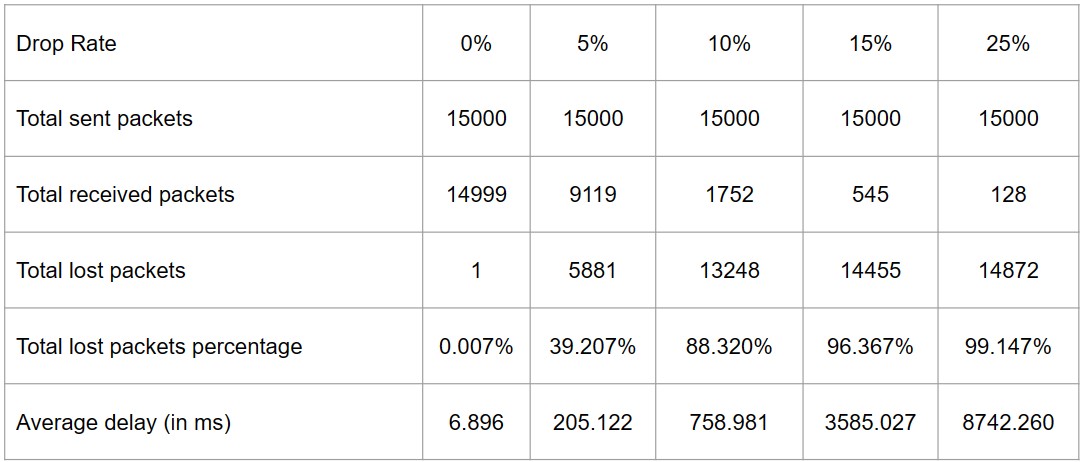 Drop Rate 0% 5% 10% 15% 25%
Total sent packets 15000 15000 15000 15000 15000
Total received packets 14999 9119 1752 545 128
Total lost packets 1 5881 13248 14455 14872
Total lost packets percentage 0.007% 39.207% 88.320% 96.367% 99.147%
Average delay (in ms) 6.896 205.122 758.981 3585.027 8742.260